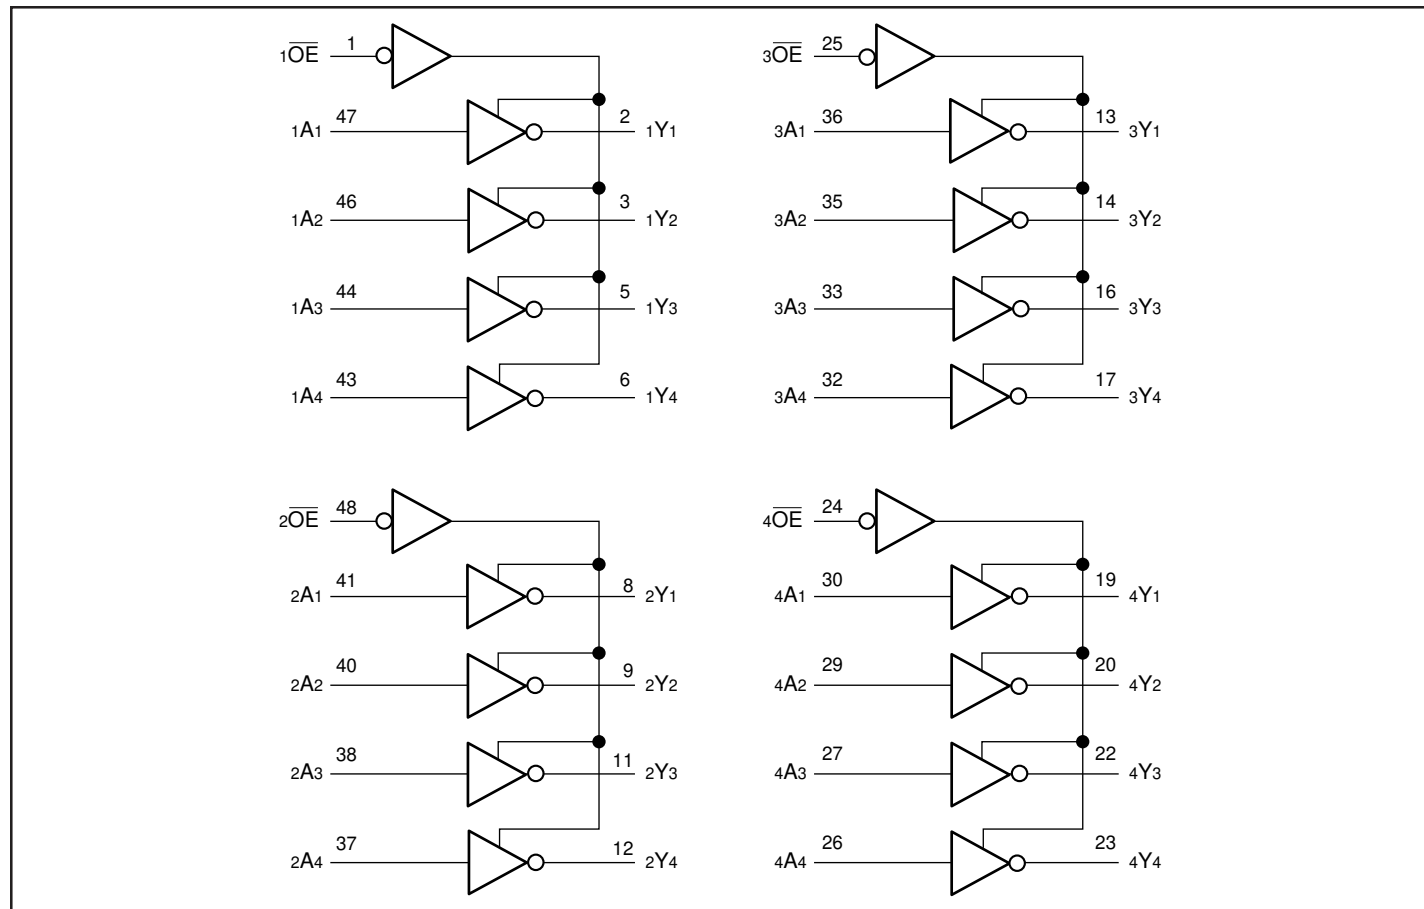 1OE 1
1A1 47 2 1Y1
1A2 46 3 1Y2
1A3 44 5 1Y3
1A4 43 6 1Y4
3OE 25
3A1 36 13 3Y1
3A2 35 14 3Y2
3A3 33 16 3Y3
3A4 32 17 3Y4
2OE 48
2A1 41 8 2Y1
2A2 40 9 2Y2
2A3 38 11 2Y3
2A4 37 12 2Y4
4OE 24
4A1 30 19 4Y1
4A2 29 20 4Y2
4A3 27 22 4Y3
4A4 26 23 4Y4